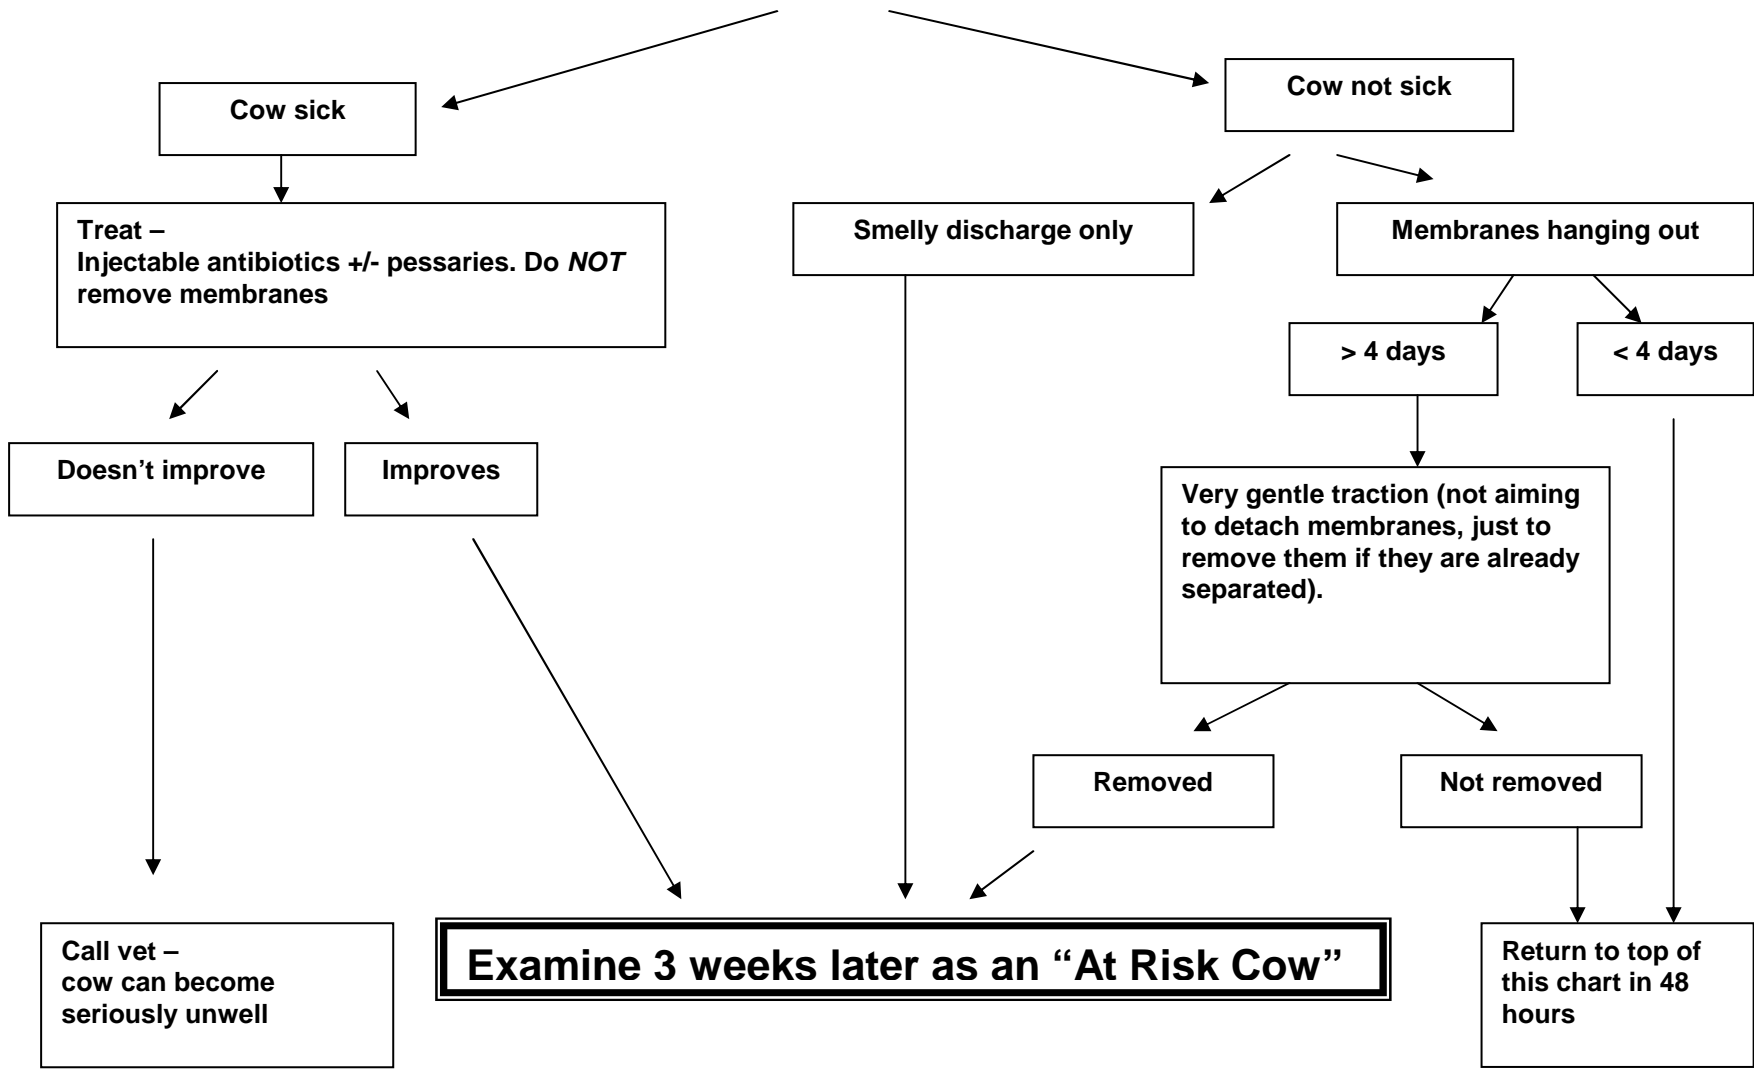 Cow sick
Cow not sick
Treat –
Injectable antibiotics +/- pessaries. Do NOT
remove membranes
Smelly discharge only
Membranes hanging out
> 4 days
< 4 days
Doesn’t improve
Improves
Very gentle traction (not aiming
to detach membranes, just to
remove them if they are already
separated).
Removed
Not removed
Call vet –
cow can become
seriously unwell
Examine 3 weeks later as an “At Risk Cow”
Return to top of
this chart in 48
hours